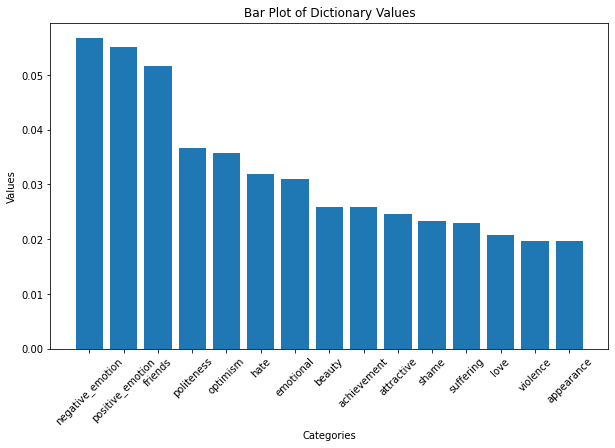 Bar Plot of Dictionary Values
Values
0.05
0.04
0.03
0.02
0.01
0.00
negative_emotion
positive_emotion
friends
politeness
optimism
hate
emotional
beauty
achievement
attractive
shame
suffering
love
violence
appearance
Categories